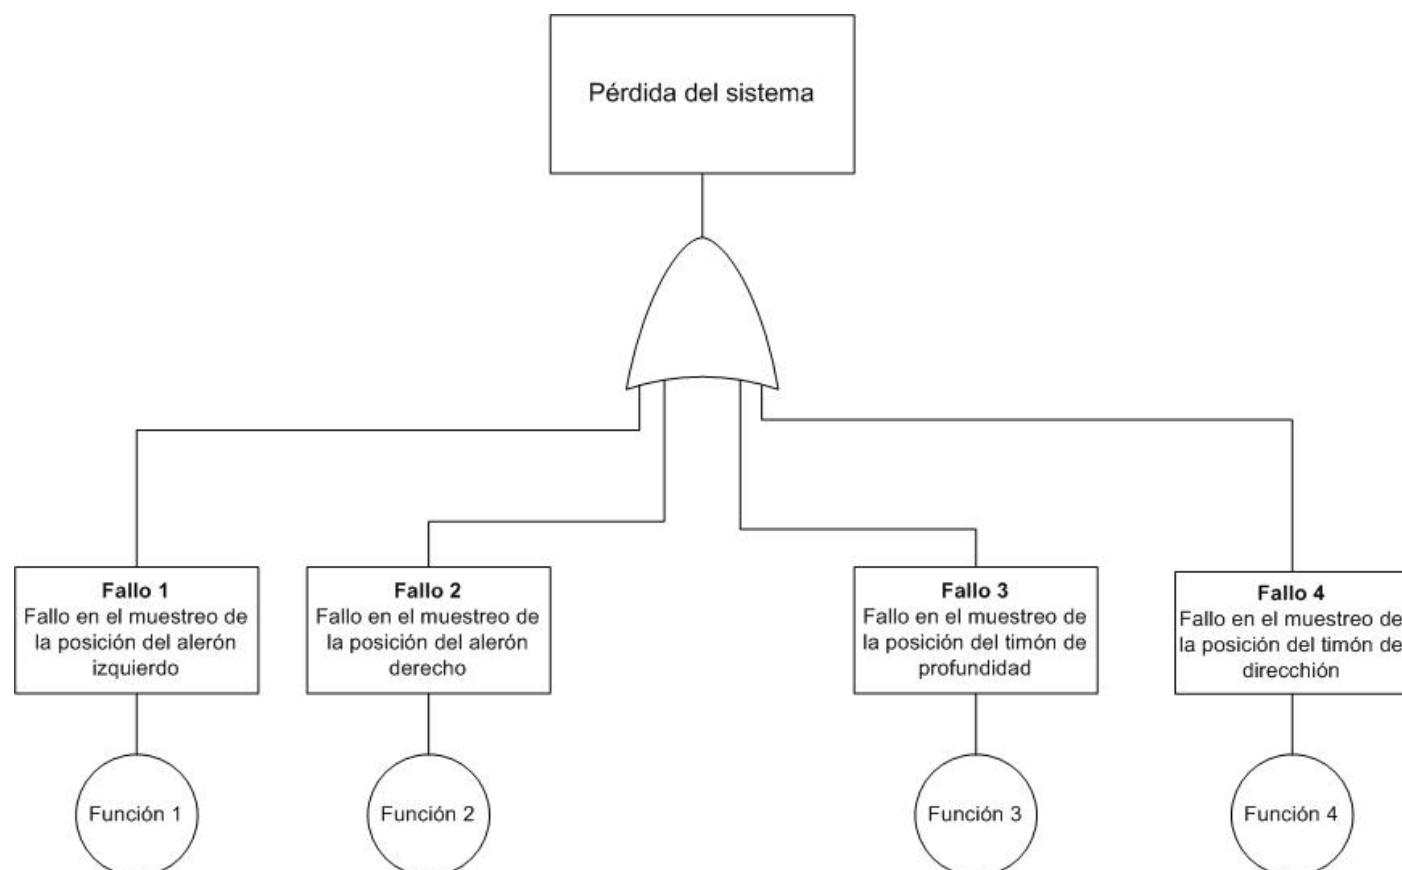 Pérdida del sistema
Fallo 1
Fallo en el muestreo de
la posición del alerón
izquierdo
Fallo 2
Fallo en el muestreo de
la posición del alerón
derecho
Fallo 3
Fallo en el muestreo de
la posición del timón de
profundidad
Fallo 4
Fallo en el muestreo de
la posición del timón de
direcchión
Función 1
Función 2
Función 3
Función 4